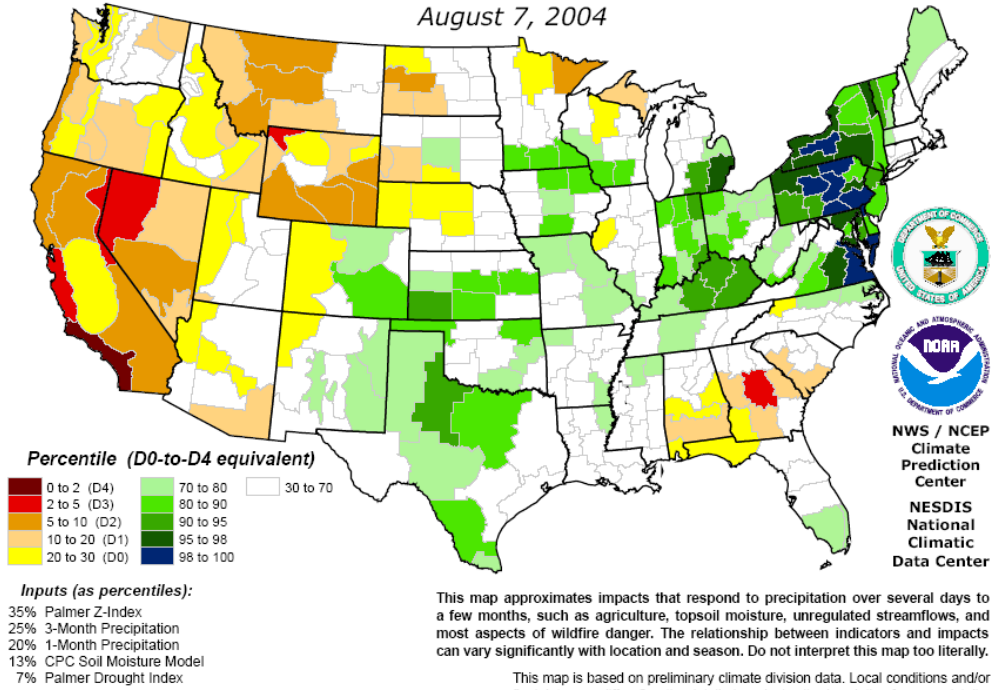 August 7, 2004
DEPARTMENT OF COMMERCE
UNITED STATES OF AMERICA
NATIONAL OCEANIC AND ATMOSPHERIC ADMINISTRATION
NOAA
U.S. DEPARTMENT OF COMMERCE
NWS / NCEP
Climate
Prediction
Center
NESDIS
National
Climatic
Data Center
Percentile (D0-to-D4 equivalent)
0 to 2 (D4)
2 to 5 (D3)
5 to 10 (D2)
10 to 20 (D1)
20 to 30 (D0)
70 to 80
80 to 90
90 to 95
95 to 98
98 to 100
30 to 70
Inputs (as percentiles):
35% Palmer Z-Index
25% 3-Month Precipitation
20% 1-Month Precipitation
13% CPC Soil Moisture Model
7% Palmer Drought Index
This map approximates impacts that respond to precipitation over several days to
a few months, such as agriculture, topsoil moisture, unregulated streamflows, and
most aspects of wildfire danger. The relationship between indicators and impacts
can vary significantly with location and season. Do not interpret this map too literally.
This map is based on preliminary climate division data. Local conditions and/or